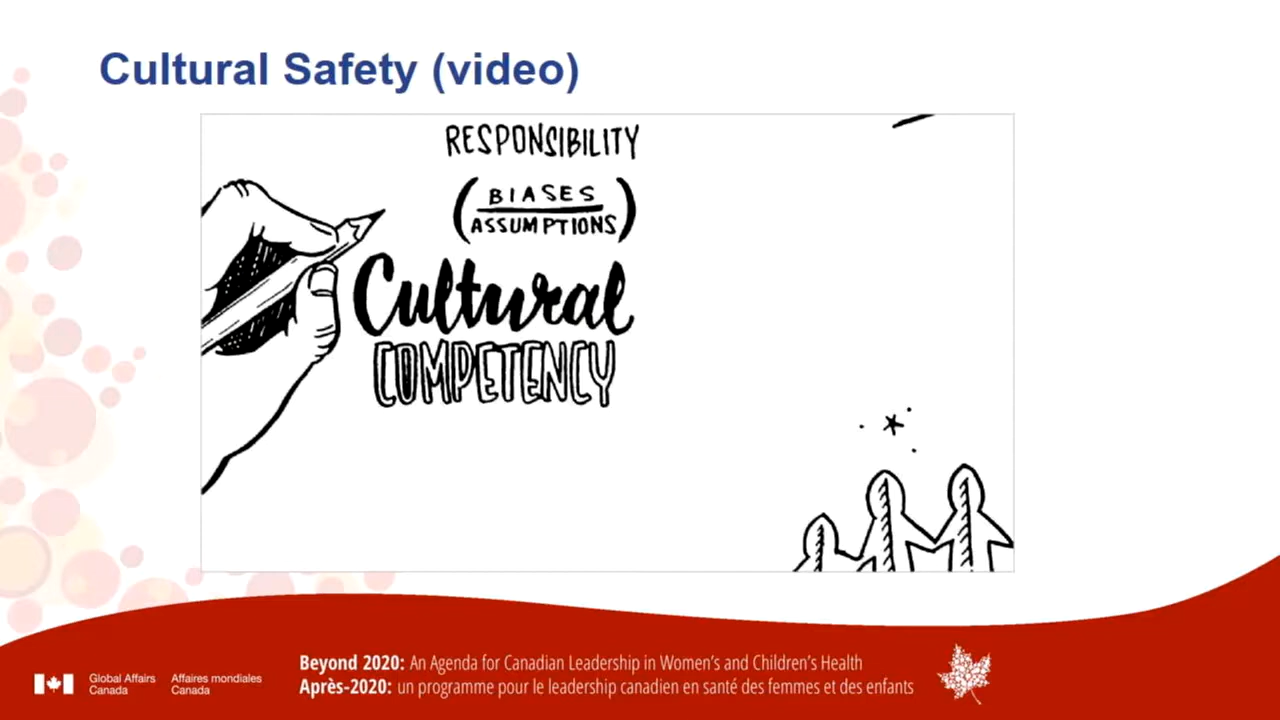 Cultural Safety (video)
RESPONSIBILITY
(BIASES
ASSUMPTIONS)
Cultural
COMPETENCY
Global Affairs
Canada
Affaires mondiales
Canada
Beyond 2020: An Agenda for Canadian Leadership in Women's and Children's Health
Après-2020: un programme pour le leadership canadien en santé des femmes et des enfants